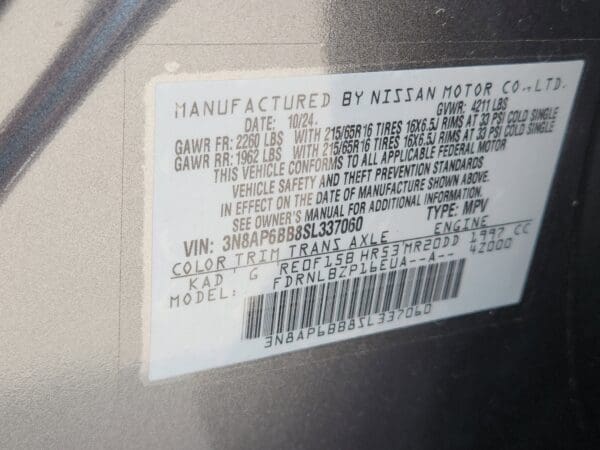 MANUFACTURED BY NISSAN MOTOR CO., LTD.
DATE: 10/24. GVWR: 4211 LBS
GAWR FR: 2260 LBS WITH 215/65R16 TIRES 16X6.5J RIMS AT 33 PSI COLD SINGLE
GAWR RR: 1962 LBS WITH 215/65R16 TIRES 16X6.5J RIMS AT 33 PSI COLD SINGLE
THIS VEHICLE CONFORMS TO ALL APPLICABLE FEDERAL MOTOR
VEHICLE SAFETY AND THEFT PREVENTION STANDARDS
IN EFFECT ON THE DATE OF MANUFACTURE SHOWN ABOVE.
SEE OWNER'S MANUAL FOR ADDITIONAL INFORMATION.
VIN: 3N8AP6BB8SL337060 TYPE: MPV
COLOR TRIM TRANS AXLE ENGINE
KAD G RE0F15B HR53 MR20DD 1997 CC
MODEL: FDRNLBZP16EUA--A-- 42000
3N8AP6BB8SL337060